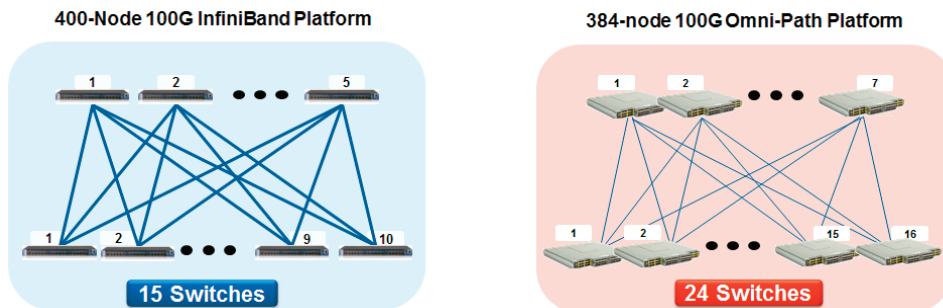 400-Node 100G InfiniBand Platform
1 2 5
1 2 9 10
15 Switches
384-node 100G Omni-Path Platform
1 2 7
1 2 15 16
24 Switches